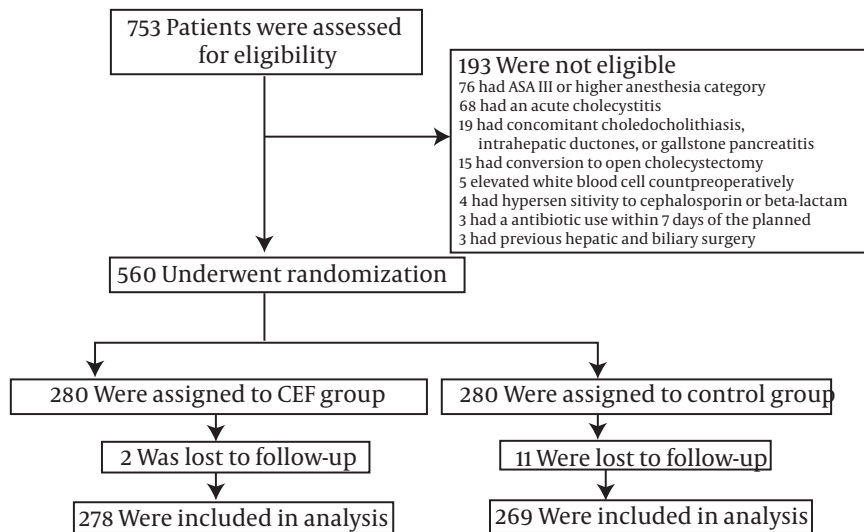 753 Patients were assessed
for eligibility
193 Were not eligible
76 had ASA III or higher anesthesia category
68 had an acute cholecystitis
19 had concomitant choledocholithiasis,
intrahepatic ductones, or gallstone pancreatitis
15 had conversion to open cholecystectomy
5 elevated white blood cell countpreoperatively
4 had hypersen sitivity to cephalosporin or beta-lactam
3 had a antibiotic use within 7 days of the planned
3 had previous hepatic and biliary surgery
560 Underwent randomization
280 Were assigned to CEF group
280 Were assigned to control group
2 Was lost to follow-up
11 Were lost to follow-up
278 Were included in analysis
269 Were included in analysis